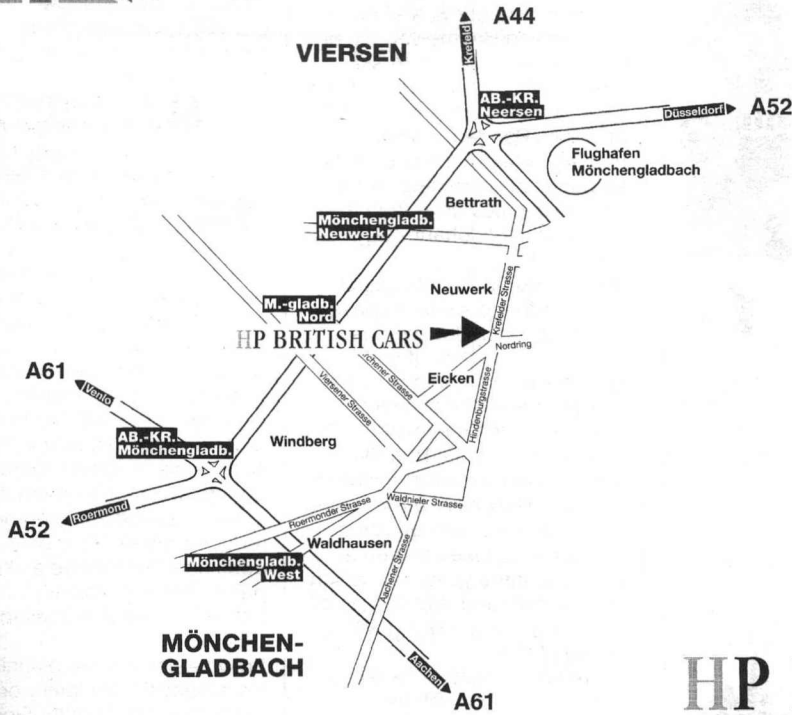 A44
Krefeld
VIERSEN
AB.-KR.
Neersen
Düsseldorf
A52
Flughafen
Mönchengladbach
Bettrath
Mönchengladb.
Neuwerk
Neuwerk
Krefelder Strasse
M.-gladb.
Nord
HP BRITISH CARS
Nordring
A61
Venlo
Eicken
Viersener Strasse
Hindenburgstrasse
AB.-KR.
Mönchengladb.
Windberg
Roermond
A52
Roermonder Strasse
Waldnieler Strasse
Waldhausen
Aachener Strasse
Mönchengladb.
West
MÖNCHEN-
GLADBACH
Aachen
A61
HP